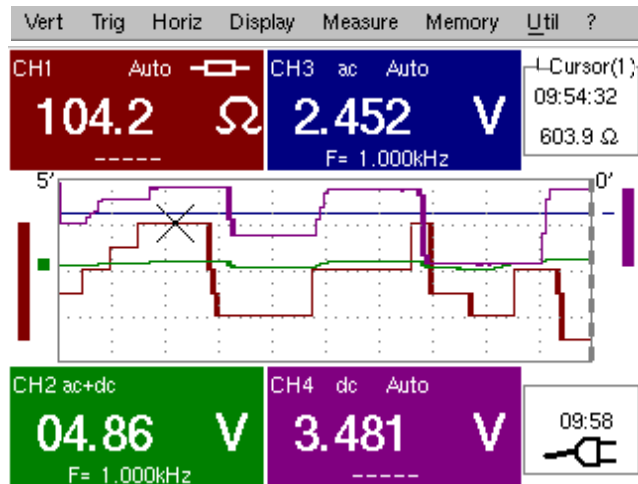 Vert Trig Horiz Display Measure Memory Util ?
CH1 Auto
104.2 Ω
-----
CH3 ac Auto
2.452 V
F= 1.000kHz
Cursor(1)
09:54:32
603.9 Ω
5' 0'
CH2 ac+dc
04.86 V
F= 1.000kHz
CH4 dc Auto
3.481 V
-----
09:58